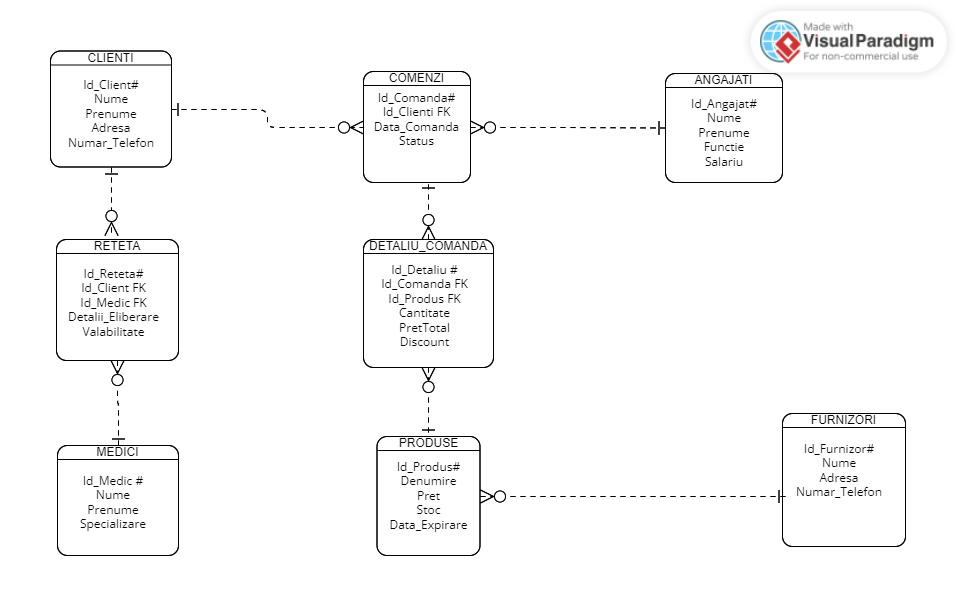 Made with
Visual Paradigm
For non-commercial use
CLIENTI
Id_Client#
Nume
Prenume
Adresa
Numar_Telefon
COMENZI
Id_Comanda#
Id_Clienti FK
Data_Comanda
Status
ANGAJATI
Id_Angajat#
Nume
Prenume
Functie
Salariu
RETETA
Id_Reteta#
Id_Client FK
Id_Medic FK
Detalii_Eliberare
Valabilitate
DETALIU_COMANDA
Id_Detaliu #
Id_Comanda FK
Id_Produs FK
Cantitate
PretTotal
Discount
MEDICI
Id_Medic #
Nume
Prenume
Specializare
PRODUSE
Id_Produs#
Denumire
Pret
Stoc
Data_Expirare
FURNIZORI
Id_Furnizor#
Nume
Adresa
Numar_Telefon